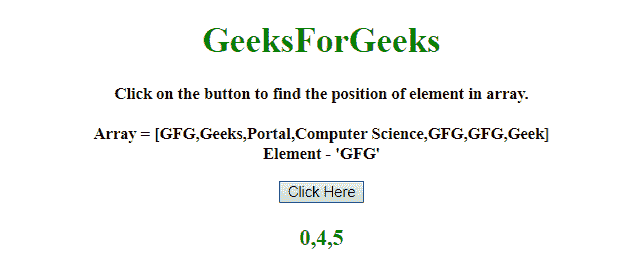 GeeksForGeeks
Click on the button to find the position of element in array.
Array = [GFG,Geeks,Portal,Computer Science,GFG,GFG,Geek]
Element - 'GFG'
Click Here
0,4,5